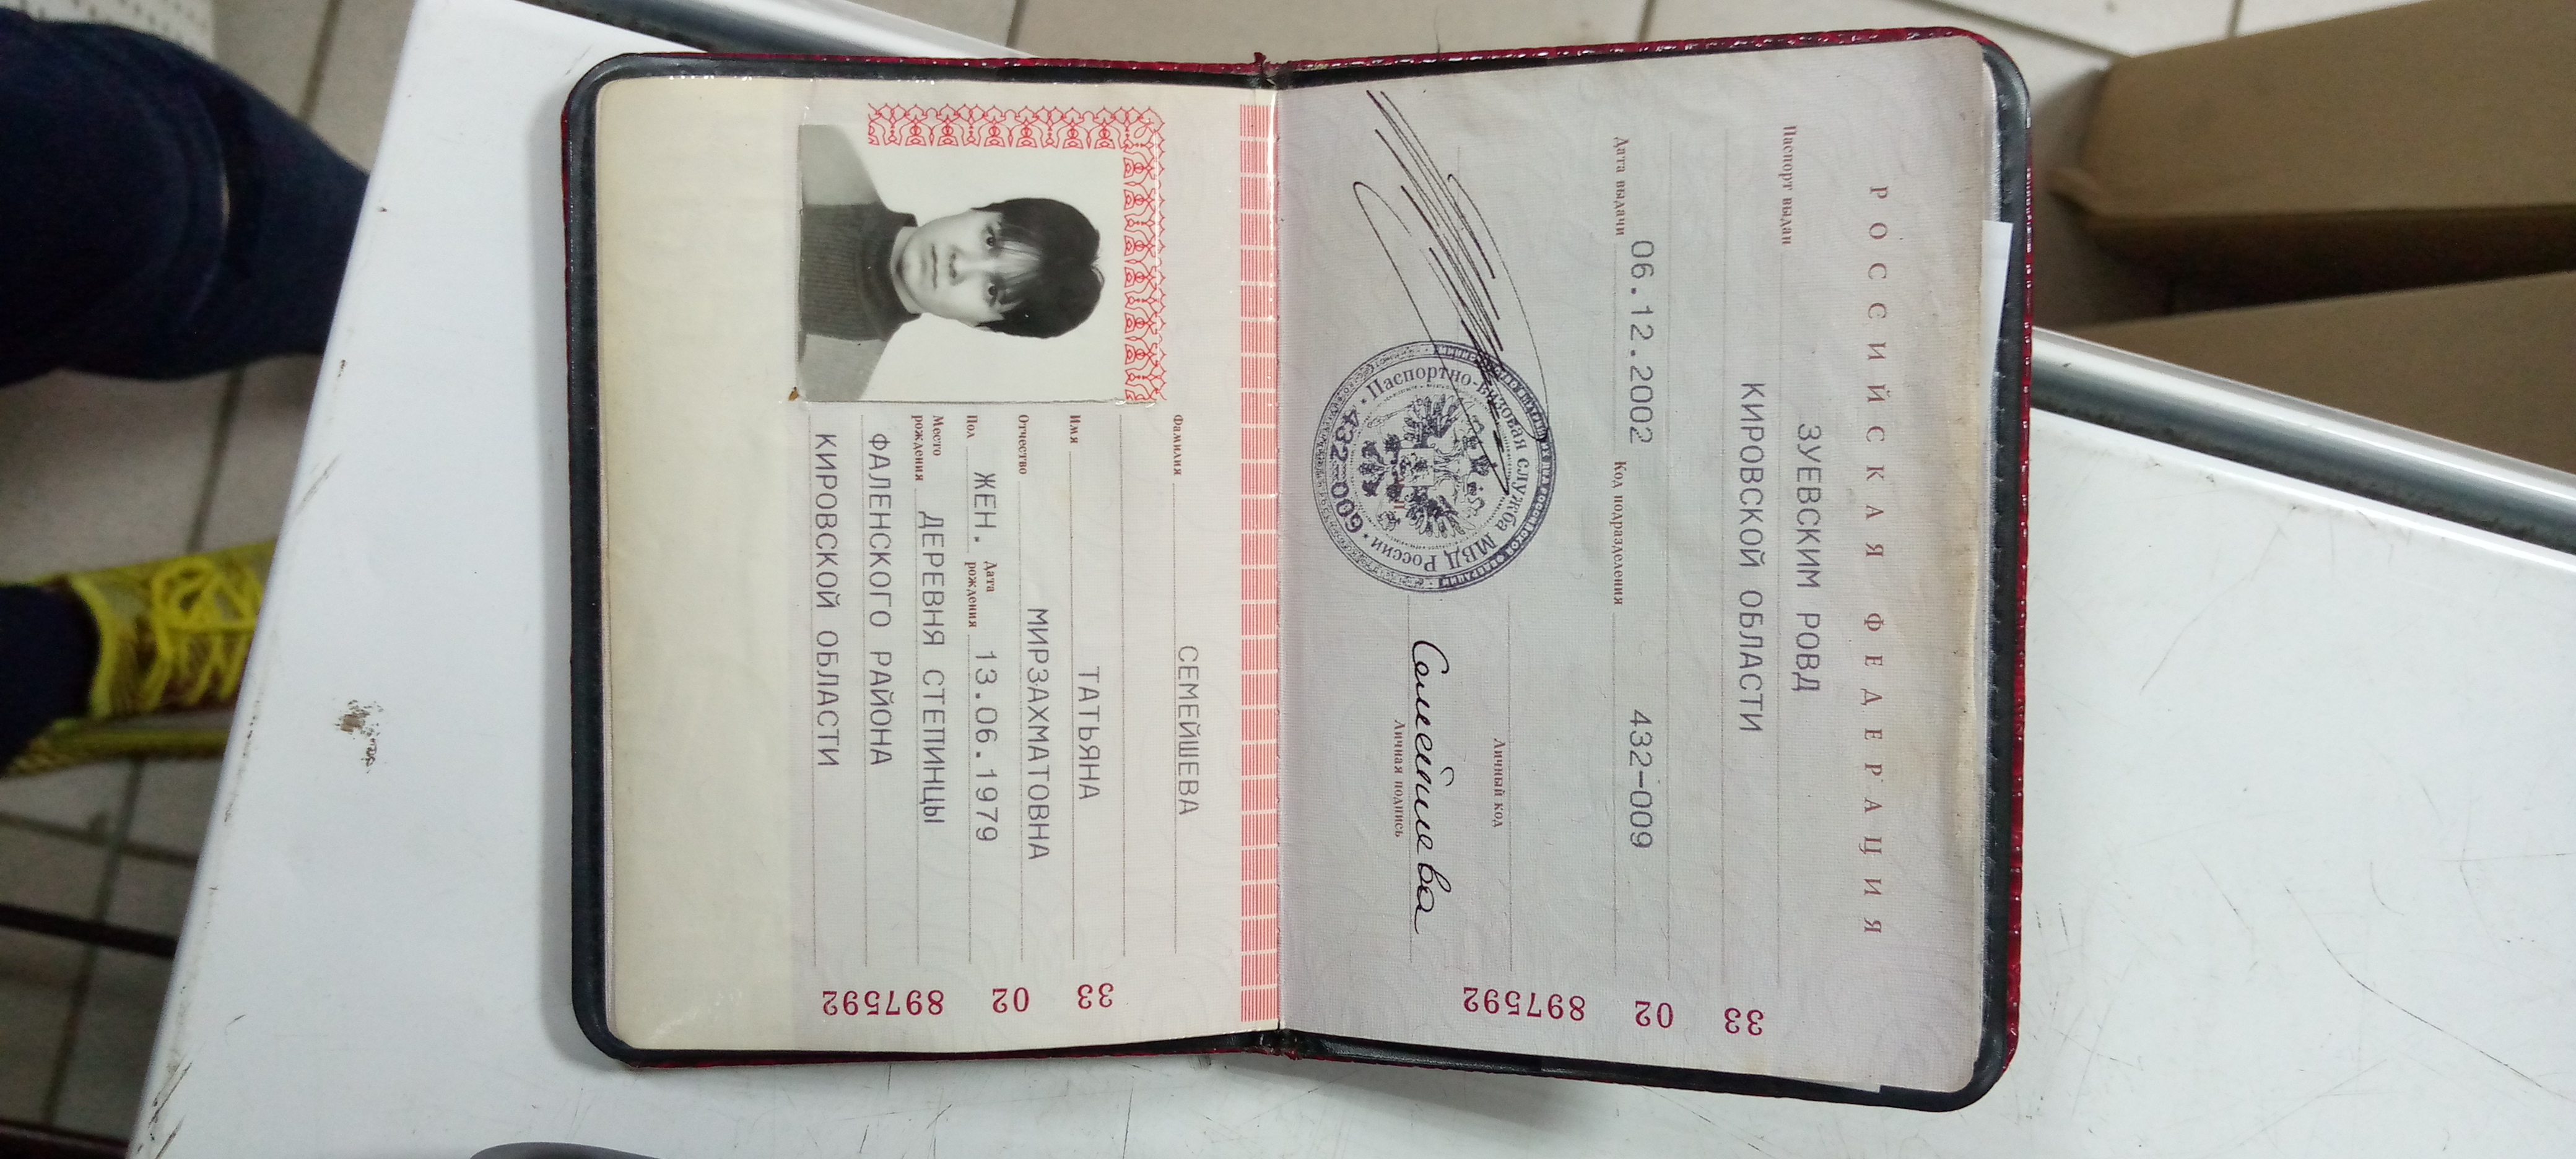 РОССИЙСКАЯ ФЕДЕРАЦИЯ
Паспорт выдан
ЗУЕВСКИМ РОВД
КИРОВСКОЙ ОБЛАСТИ
Дата выдачи 06.12.2002 Код подразделения 432-009
Личный код
Личная подпись
Семейшева
Паспортно-визовая служба МВД России
432-009
33 02 897592
Фамилия СЕМЕЙШЕВА
Имя ТАТЬЯНА
Отчество МИРЗАХМАТОВНА
Пол ЖЕН. Дата рождения 13.06.1979
Место рождения ДЕРЕВНЯ СТЕПИНЦЫ
ФАЛЕНСКОГО РАЙОНА
КИРОВСКОЙ ОБЛАСТИ
33 02 897592